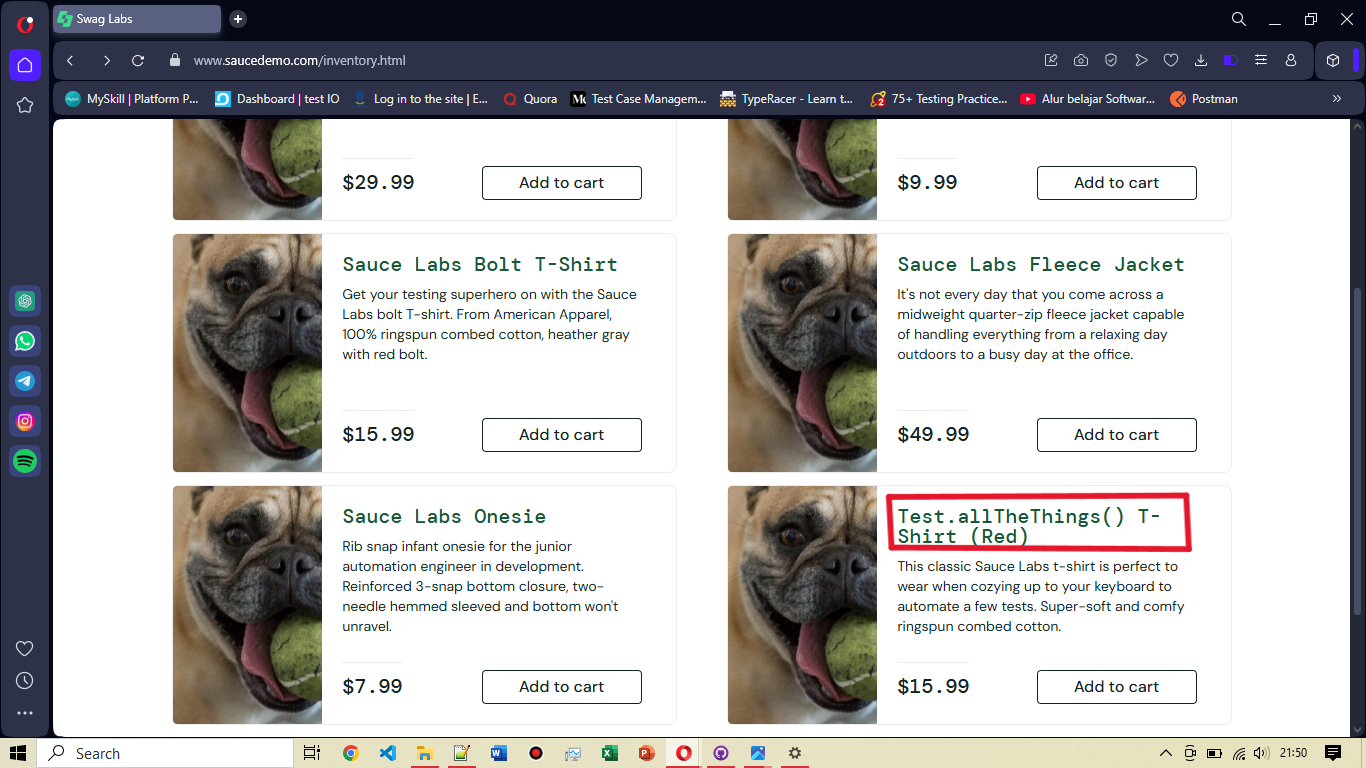 Swag Labs
www.saucedemo.com/inventory.html
MySkill | Platform P...
Dashboard | test IO
Log in to the site | E...
Quora
Test Case Managem...
TypeRacer - Learn t...
75+ Testing Practice...
Alur belajar Softwar...
Postman
$29.99
Add to cart
$9.99
Add to cart
Sauce Labs Bolt T-Shirt
Get your testing superhero on with the Sauce
Labs bolt T-shirt. From American Apparel,
100% ringspun combed cotton, heather gray
with red bolt.
$15.99
Add to cart
Sauce Labs Fleece Jacket
It's not every day that you come across a
midweight quarter-zip fleece jacket capable
of handling everything from a relaxing day
outdoors to a busy day at the office.
$49.99
Add to cart
Sauce Labs Onesie
Rib snap infant onesie for the junior
automation engineer in development.
Reinforced 3-snap bottom closure, two-
needle hemmed sleeved and bottom won't
unravel.
$7.99
Add to cart
Test.allTheThings() T-
Shirt (Red)
This classic Sauce Labs t-shirt is perfect to
wear when cozying up to your keyboard to
automate a few tests. Super-soft and comfy
ringspun combed cotton.
$15.99
Add to cart
Search
21:50